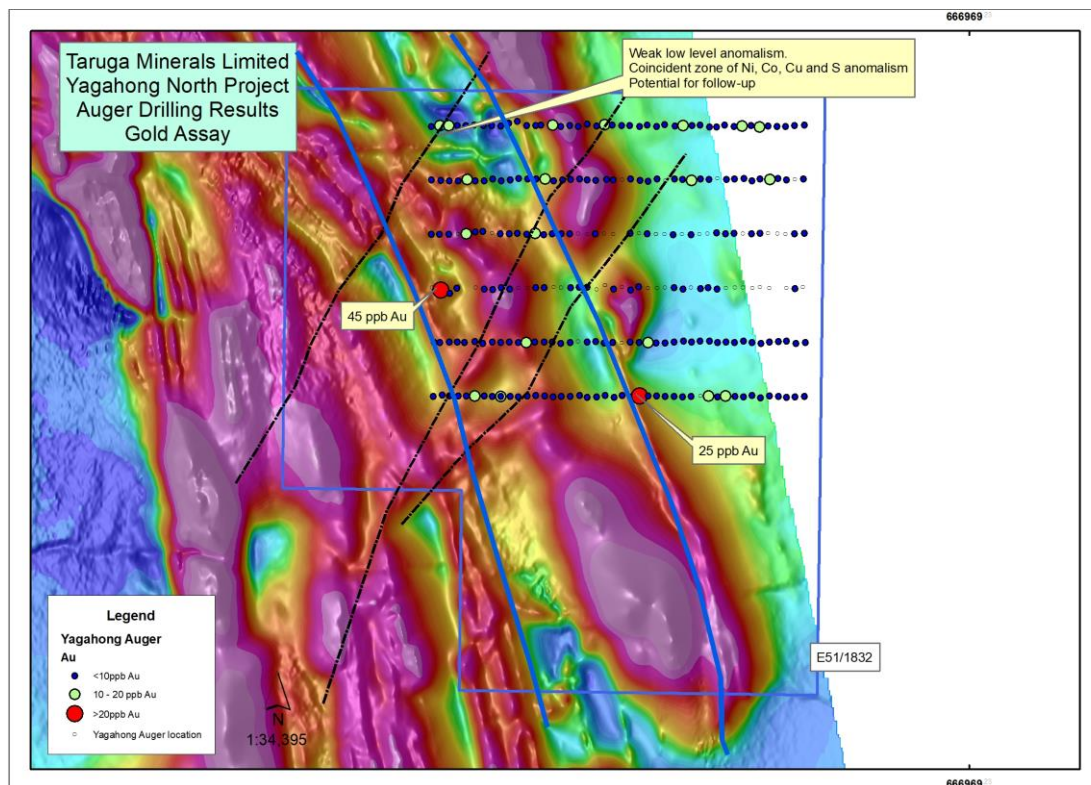 666969
Taruga Minerals Limited
Yagahong North Project
Auger Drilling Results
Gold Assay
Weak low level anomalism.
Coincident zone of Ni, Co, Cu and S anomalism
Potential for follow-up
45 ppb Au
25 ppb Au
E51/1832
Legend
Yagahong Auger
Au
<10ppb Au
10 - 20 ppb Au
>20ppb Au
Yagahong Auger location
N
1:34,395
666969